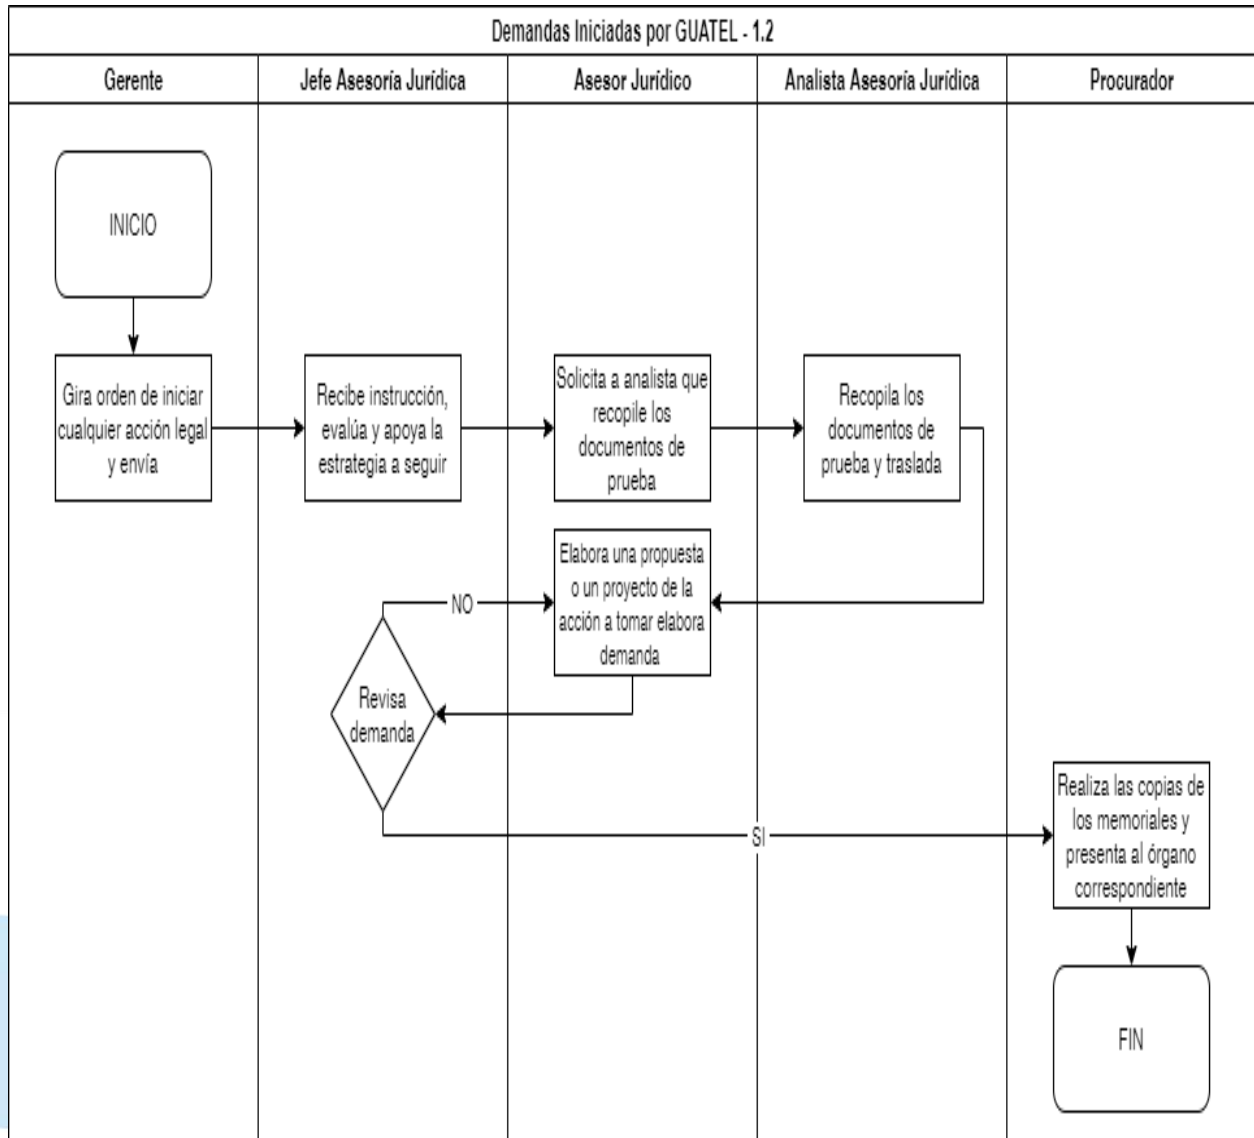 Demandas Iniciadas por GUATEL - 1.2
Gerente
Jefe Asesoría Jurídica
Asesor Jurídico
Analista Asesoría Jurídica
Procurador
INICIO
Gira orden de iniciar
cualquier acción legal
y envía
Recibe instrucción,
evalúa y apoya la
estrategia a seguir
Solicita a analista que
recopile los
documentos de
prueba
Recopila los
documentos de
prueba y traslada
Elabora una propuesta
o un proyecto de la
acción a tomar elabora
demanda
NO
Revisa
demanda
SI
Realiza las copias de
los memoriales y
presenta al órgano
correspondiente
FIN